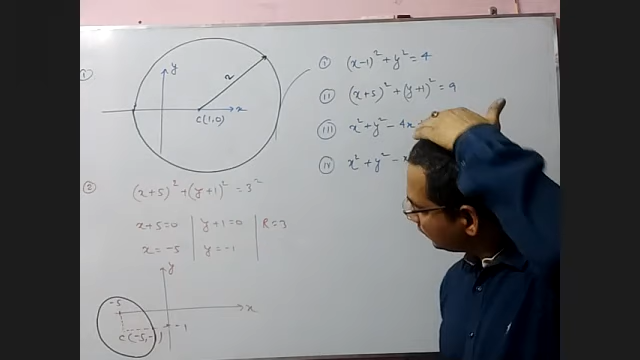 ①
y
r
x
C(1,0)
② (x+5)² + (y+1)² = 3²
x+5=0 | y+1=0 | R=3
x=-5 | y=-1
y
-5
x
-1
C(-5,-1)
Ⓘ (x-1)² + y² = 4
Ⓘⓘ (x+5)² + (y+1)² = 9
Ⓘⓘⓘ x² + y² - 4x
Ⓘⓥ x² + y² - x